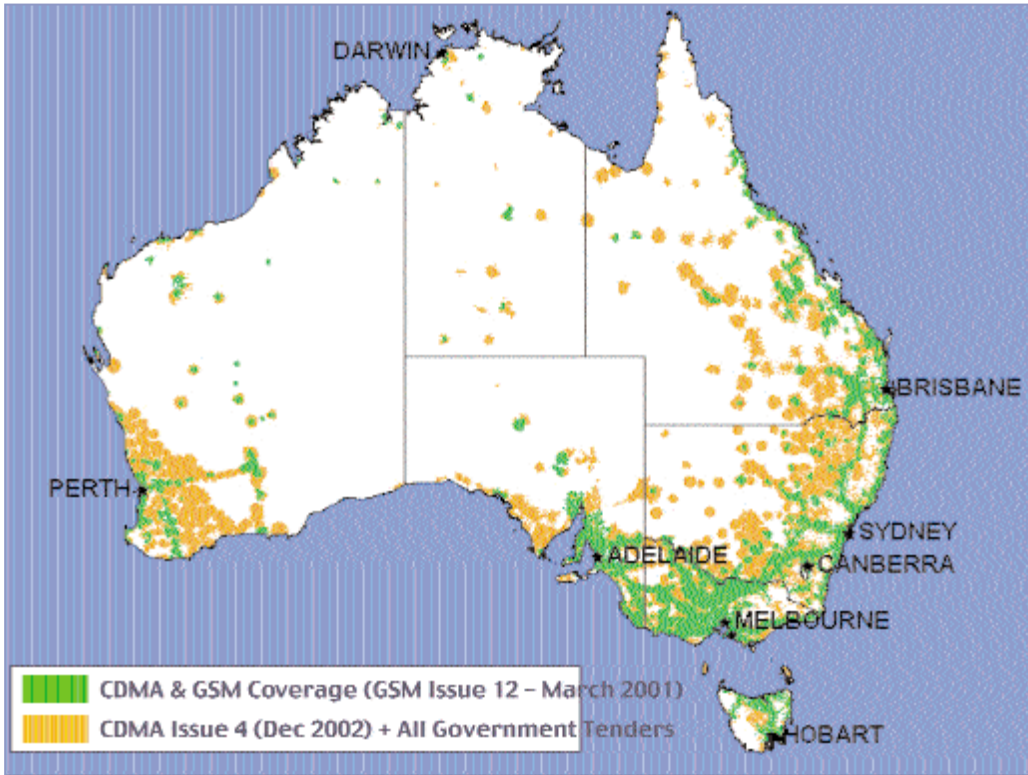 DARWIN
BRISBANE
PERTH
SYDNEY
ADELAIDE
CANBERRA
MELBOURNE
CDMA & GSM Coverage (GSM Issue 12 – March 2001)
CDMA Issue 4 (Dec 2002) + All Government Tenders
HOBART